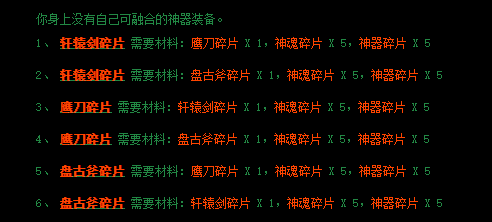 你身上没有自己可融合的神器装备。
1、 轩辕剑碎片 需要材料：鹰刀碎片 X 1，神魂碎片 X 5，神器碎片 X 5
2、 轩辕剑碎片 需要材料：盘古斧碎片 X 1，神魂碎片 X 5，神器碎片 X 5
3、 鹰刀碎片 需要材料：轩辕剑碎片 X 1，神魂碎片 X 5，神器碎片 X 5
4、 鹰刀碎片 需要材料：盘古斧碎片 X 1，神魂碎片 X 5，神器碎片 X 5
5、 盘古斧碎片 需要材料：鹰刀碎片 X 1，神魂碎片 X 5，神器碎片 X 5
6、 盘古斧碎片 需要材料：轩辕剑碎片 X 1，神魂碎片 X 5，神器碎片 X 5